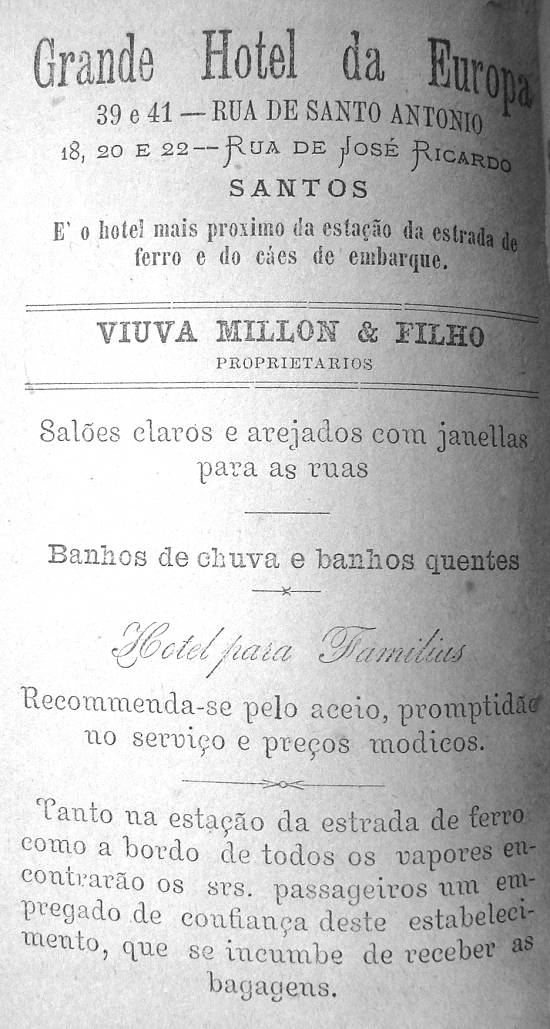 Grande Hotel da Europa
39 e 41 — RUA DE SANTO ANTONIO
18, 20 E 22 -- RUA DE JOSÉ RICARDO
SANTOS
E' o hotel mais proximo da estação da estrada de
ferro e do cáes de embarque.
VIUVA MILLON & FILHO
PROPRIETARIOS
Salões claros e arejados com janellas
para as ruas
Banhos de chuva e banhos quentes
Hotel para Familias
Recommenda-se pelo aceio, promptidão
no serviço e preços modicos.
Tanto na estação da estrada de ferro
como a bordo de todos os vapores en-
contrarão os srs. passageiros um em-
pregado de confiança deste estabeleci-
mento, que se incumbe de receber as
bagagens.